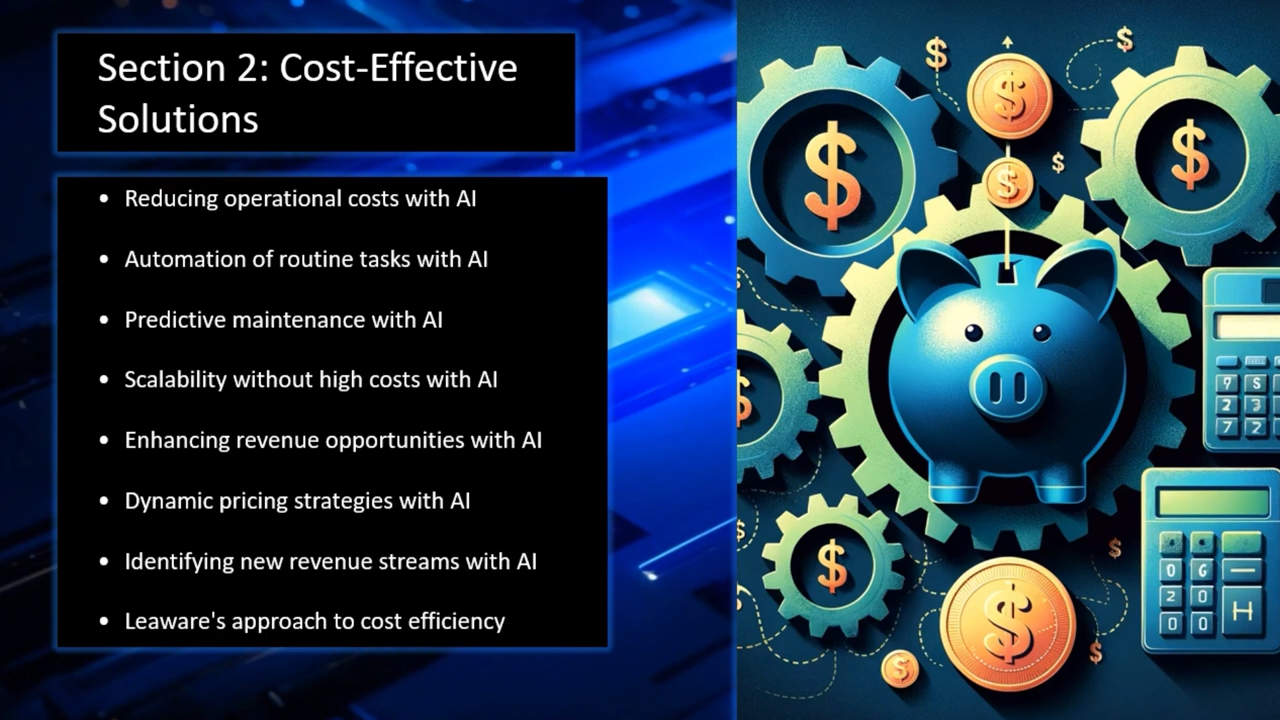 Section 2: Cost-Effective
Solutions
• Reducing operational costs with AI
• Automation of routine tasks with AI
• Predictive maintenance with AI
• Scalability without high costs with AI
• Enhancing revenue opportunities with AI
• Dynamic pricing strategies with AI
• Identifying new revenue streams with AI
• Leaware's approach to cost efficiency